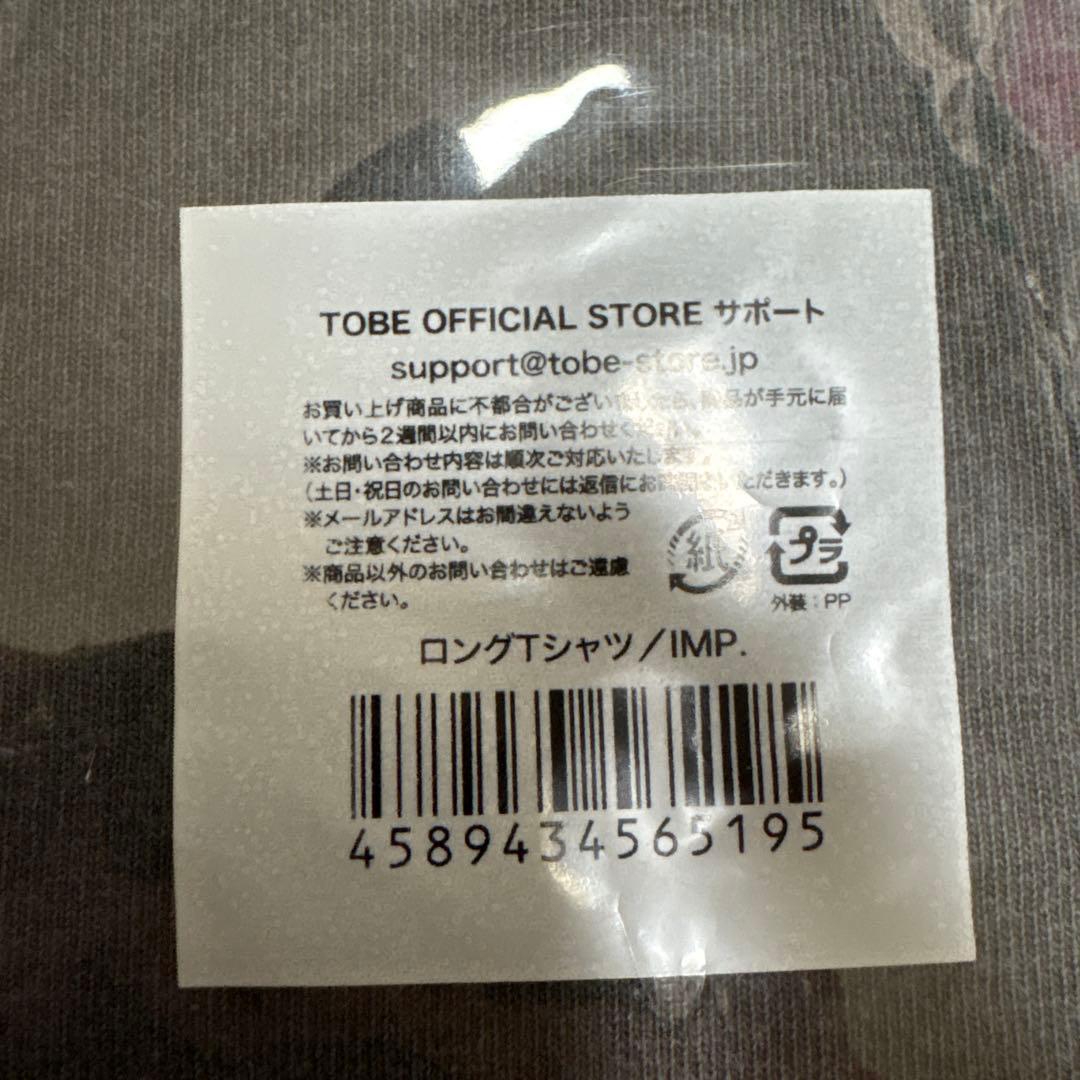 TOBE OFFICIAL STORE サポート
support@tobe-store.jp
お買い上げ商品に不都合がございましたら、商品が手元に届
いてから2週間以内にお問い合わせください。
※お問い合わせ内容は順次ご対応いたします。
(土日・祝日のお問い合わせには返信にお時間をいただきます。)
※メールアドレスはお間違えないよう
ご注意ください。
※商品以外のお問い合わせはご遠慮
ください。
紙
プラ
外装：PP
ロングTシャツ／IMP.
4589434565195